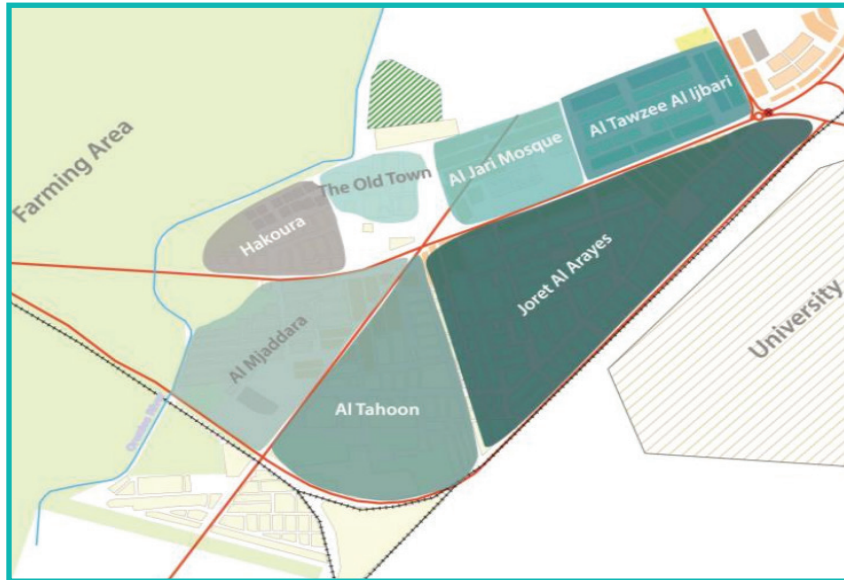 Farming Area
Al Tawzee Al Ijbari
Al Jari Mosque
The Old Town
Hakoura
Joret Al Arayes
University
Al Mjaddara
Al Tahoon